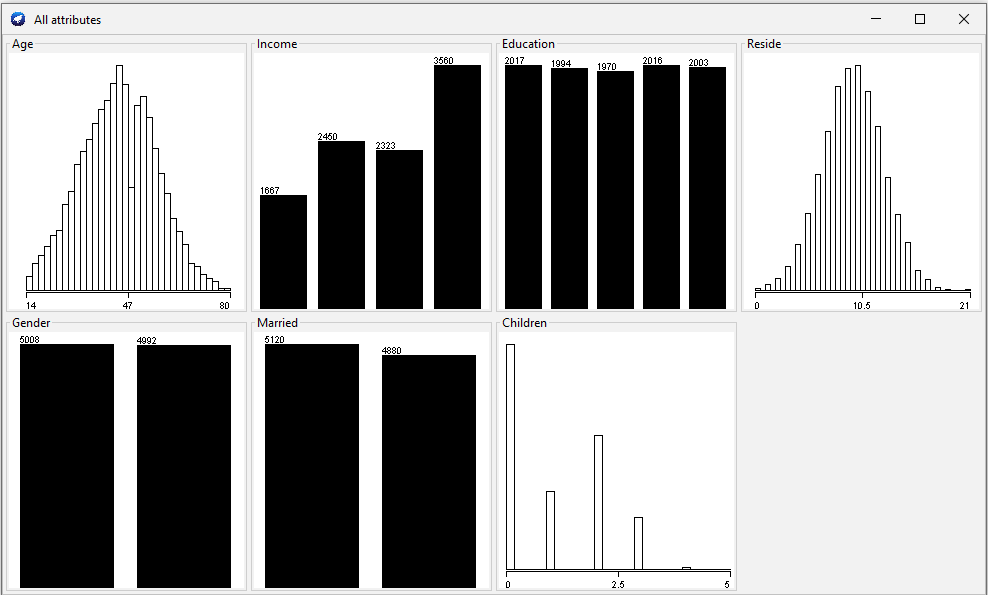 All attributes
Age
14 47 80
Income
1667 2450 2323 3560
Education
2017 1994 1970 2016 2003
Reside
0 10.5 21
Gender
5008 4992
Married
5120 4880
Children
0 2.5 5